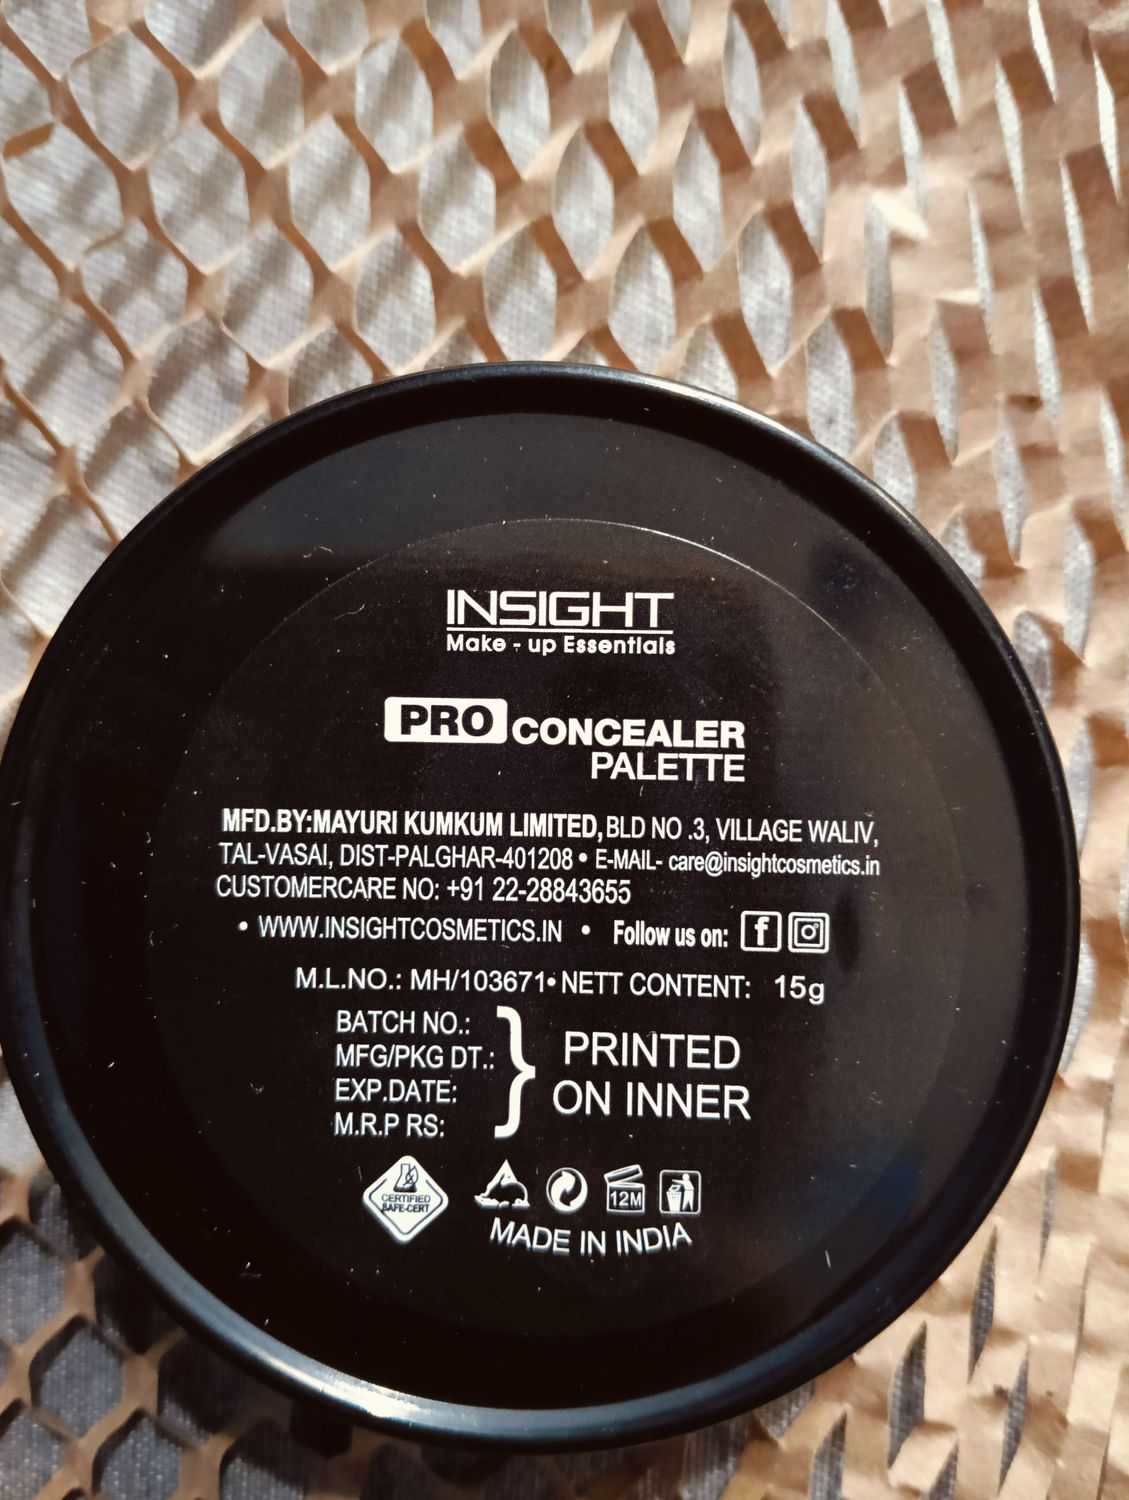 INSIGHT
Make - up Essentials
PRO CONCEALER
PALETTE
MFD.BY:MAYURI KUMKUM LIMITED, BLD NO .3, VILLAGE WALIV,
TAL-VASAI, DIST-PALGHAR-401208 • E-MAIL- care@insightcosmetics.in
CUSTOMERCARE NO: +91 22-28843655
• WWW.INSIGHTCOSMETICS.IN • Follow us on:
M.L.NO.: MH/103671• NETT CONTENT: 15g
BATCH NO.:
MFG/PKG DT.:
EXP.DATE:
M.R.P RS:
PRINTED
ON INNER
CERTIFIED
SAFE-CERT
12M
MADE IN INDIA